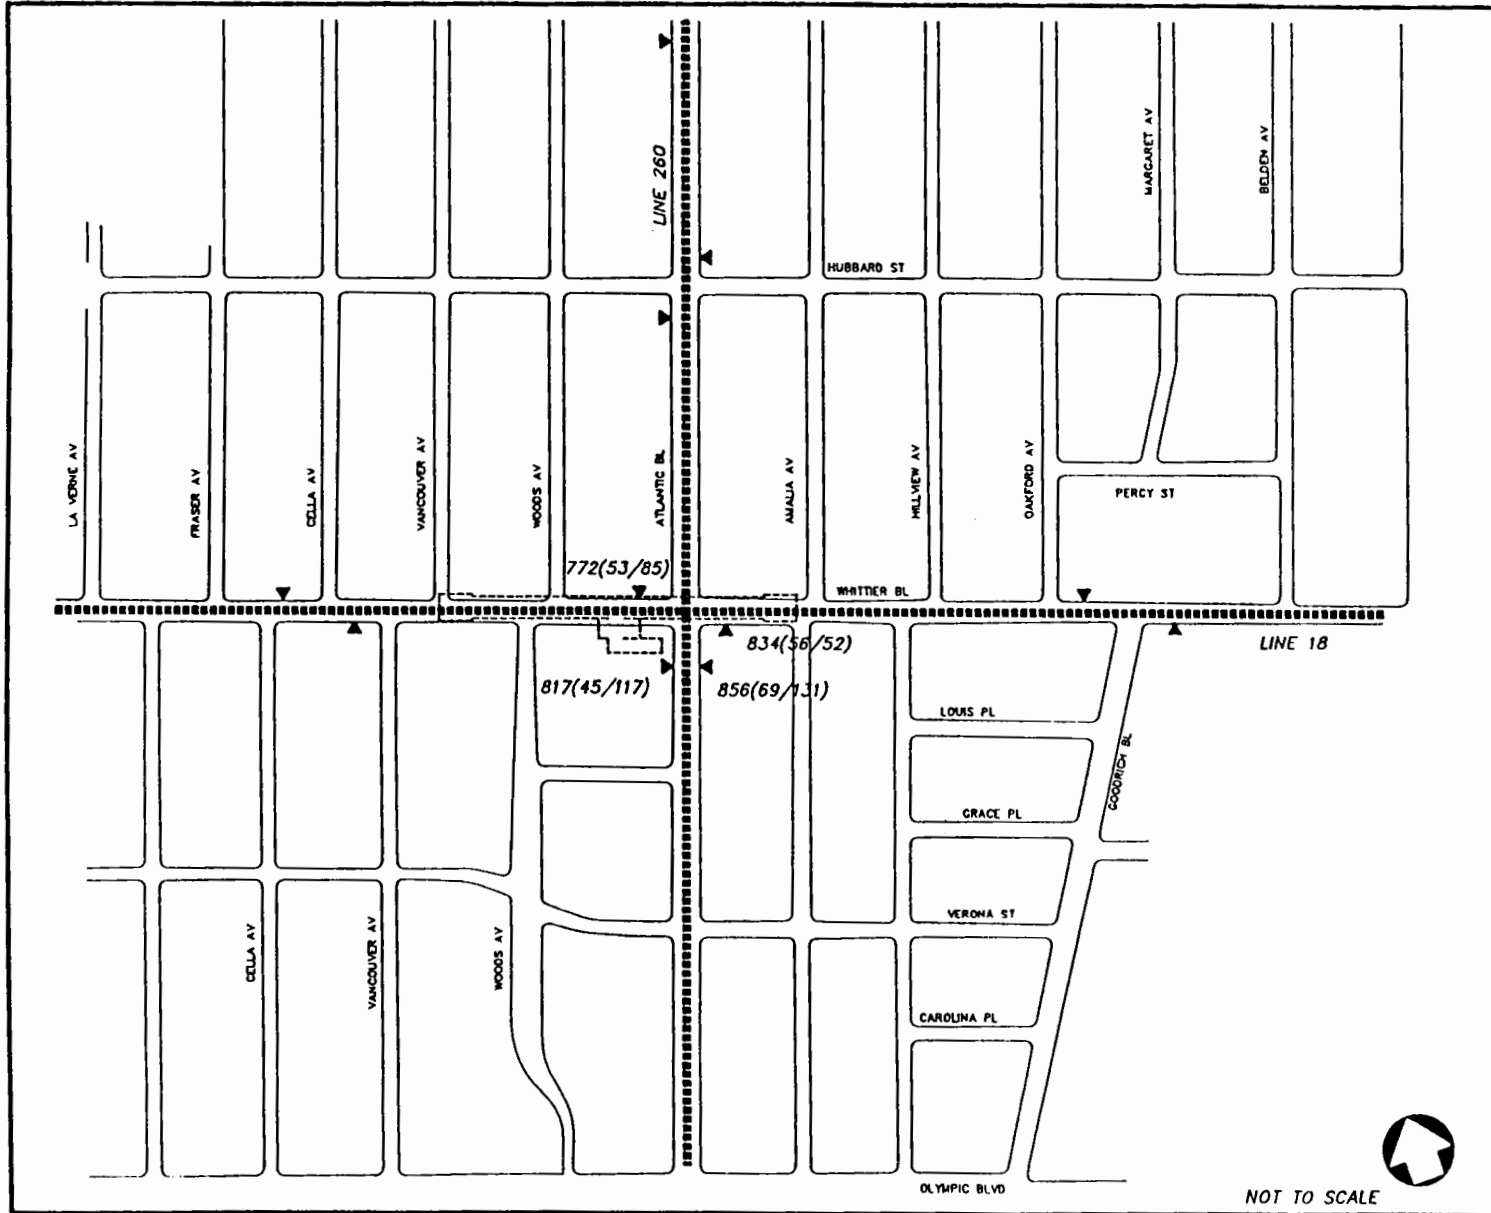 MARGARET AV
BELDEN AV
LINE 260
HUBBARD ST
LA VERNE AV
FRASER AV
CELLA AV
VANCOUVER AV
WOODS AV
ATLANTIC BL
AMALIA AV
HILLVIEW AV
OAKFORD AV
PERCY ST
772(53/85)
WHITTIER BL
834(56/52)
LINE 18
817(45/117)
856(69/131)
LOUIS PL
GOODRICH BL
GRACE PL
VERONA ST
CELLA AV
VANCOUVER AV
WOODS AV
CAROLINA PL
OLYMPIC BLVD
NOT TO SCALE